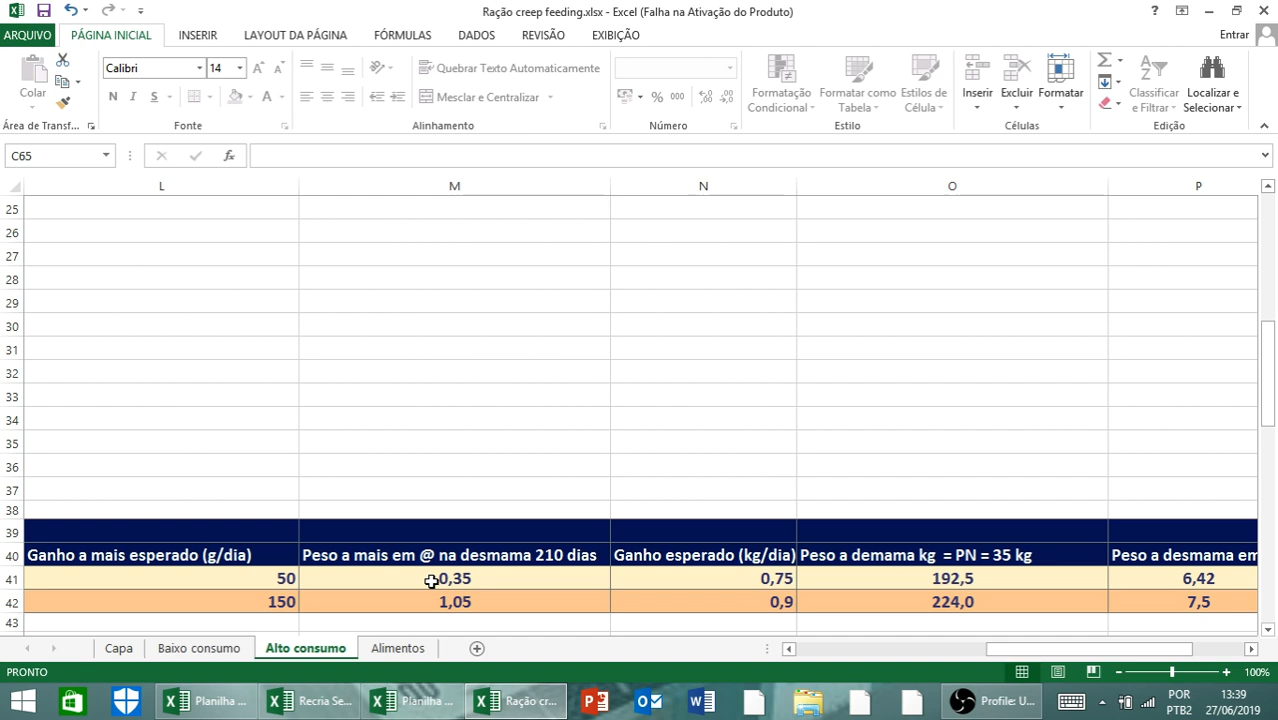 Ração creep feeding.xlsx - Excel (Falha na Ativação do Produto)
ARQUIVO PÁGINA INICIAL INSERIR LAYOUT DA PÁGINA FÓRMULAS DADOS REVISÃO EXIBIÇÃO Entrar
Colar
Calibri 14
N I S
Quebrar Texto Automaticamente
Mesclar e Centralizar
% 000
Formatação Condicional
Formatar como Tabela
Estilos de Célula
Inserir Excluir Formatar
Classificar e Filtrar
Localizar e Selecionar
Área de Transf... Fonte Alinhamento Número Estilo Células Edição
C65 fx
L M N O P
25
26
27
28
29
30
31
32
33
34
35
36
37
38
39
40 Ganho a mais esperado (g/dia) Peso a mais em @ na desmama 210 dias Ganho esperado (kg/dia) Peso a demama kg = PN = 35 kg Peso a desmama em
41 50 0,35 0,75 192,5 6,42
42 150 1,05 0,9 224,0 7,5
43
Capa Baixo consumo Alto consumo Alimentos
PRONTO 100%
Planilha ... Recria Se... Planilha ... Ração cr... Profile: U... POR PTB2 13:39 27/06/2019